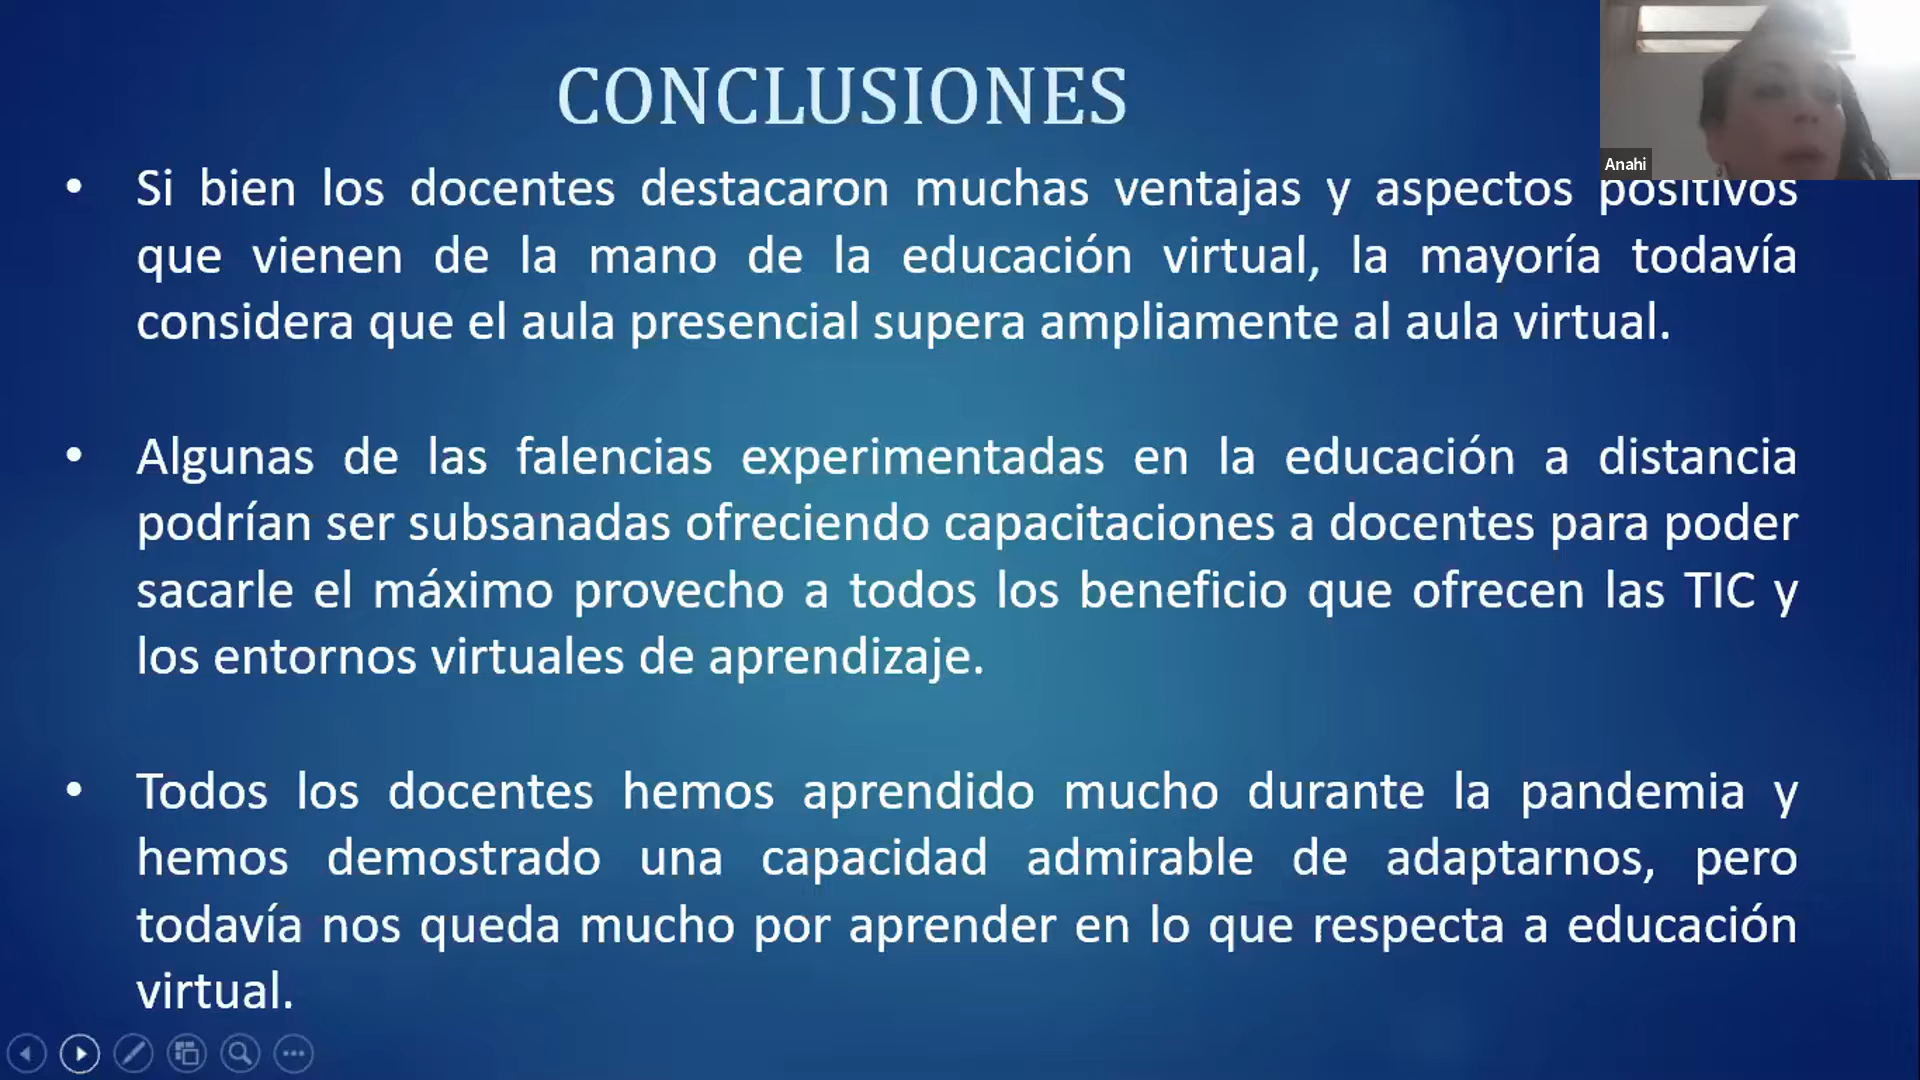 CONCLUSIONES
Anahi
• Si bien los docentes destacaron muchas ventajas y aspectos positivos
que vienen de la mano de la educación virtual, la mayoría todavía
considera que el aula presencial supera ampliamente al aula virtual.
• Algunas de las falencias experimentadas en la educación a distancia
podrían ser subsanadas ofreciendo capacitaciones a docentes para poder
sacarle el máximo provecho a todos los beneficio que ofrecen las TIC y
los entornos virtuales de aprendizaje.
• Todos los docentes hemos aprendido mucho durante la pandemia y
hemos demostrado una capacidad admirable de adaptarnos, pero
todavía nos queda mucho por aprender en lo que respecta a educación
virtual.